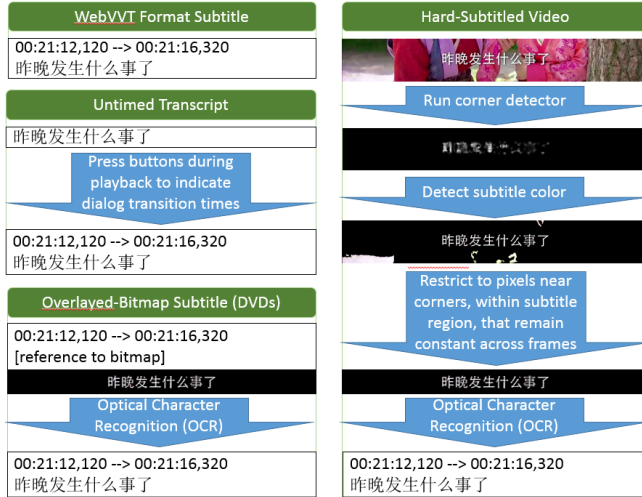 WebVVT Format Subtitle
00:21:12,120 --> 00:21:16,320
昨晚发生什么事了
Untimed Transcript
昨晚发生什么事了
Press buttons during
playback to indicate
dialog transition times
00:21:12,120 --> 00:21:16,320
昨晚发生什么事了
Overlayed-Bitmap Subtitle (DVDs)
00:21:12,120 --> 00:21:16,320
[reference to bitmap]
昨晚发生什么事了
Optical Character
Recognition (OCR)
00:21:12,120 --> 00:21:16,320
昨晚发生什么事了
Hard-Subtitled Video
昨晚发生什么事了
Run corner detector
昨晚发生什么事了
Detect subtitle color
昨晚发生什么事了
Restrict to pixels near
corners, within subtitle
region, that remain
constant across frames
昨晚发生什么事了
Optical Character
Recognition (OCR)
00:21:12,120 --> 00:21:16,320
昨晚发生什么事了